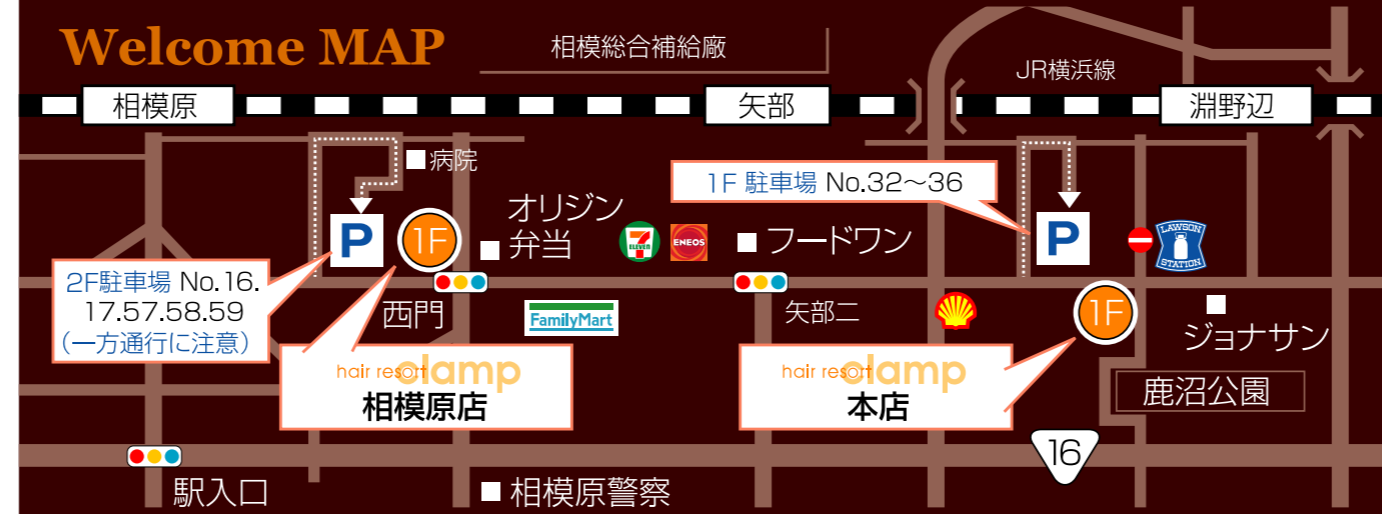 Welcome MAP
相模総合補給廠
JR横浜線
相模原
矢部
淵野辺
病院
1F 駐車場 No.32〜36
オリジン
弁当
7
ELEVEN
ENEOS
フードワン
P
1F
P
LAWSON
STATION
2F駐車場 No.16.
17.57.58.59
(一方通行に注意)
西門
FamilyMart
矢部二
1F
ジョナサン
hair resort clamp
相模原店
hair resort clamp
本店
鹿沼公園
16
駅入口
相模原警察